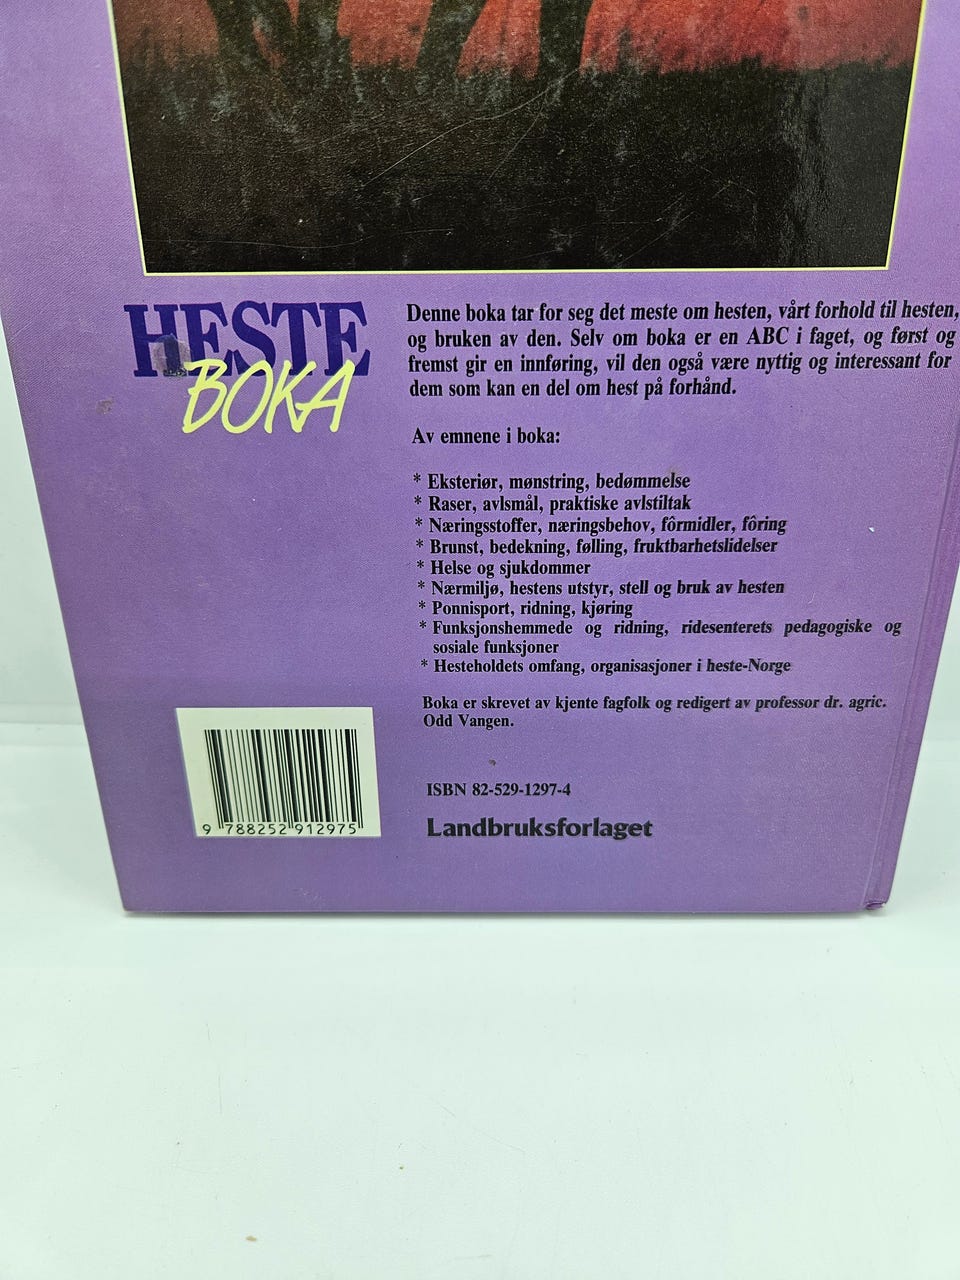 HESTE
BOKA
Denne boka tar for seg det meste om hesten, vårt forhold til hesten,
og bruken av den. Selv om boka er en ABC i faget, og først og
fremst gir en innføring, vil den også være nyttig og interessant for
dem som kan en del om hest på forhånd.
Av emnene i boka:
* Eksteriør, mønstring, bedømmelse
* Raser, avlsmål, praktiske avlstiltak
* Næringsstoffer, næringsbehov, fôrmidler, fôring
* Brunst, bedekning, følling, fruktbarhetslidelser
* Helse og sjukdommer
* Nærmiljø, hestens utstyr, stell og bruk av hesten
* Ponnisport, ridning, kjøring
* Funksjonshemmede og ridning, ridesenterets pedagogiske og
sosiale funksjoner
* Hesteholdets omfang, organisasjoner i heste-Norge
Boka er skrevet av kjente fagfolk og redigert av professor dr. agric.
Odd Vangen.
ISBN 82-529-1297-4
Landbruksforlaget
9 788252 912975